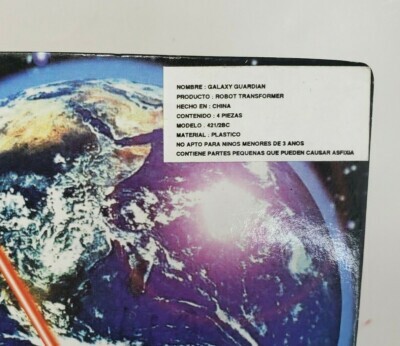 NOMBRE : GALAXY GUARDIAN
PRODUCTO : ROBOT TRANSFORMER
HECHO EN : CHINA
CONTENIDO : 4 PIEZAS
MODELO : 421/2BC
MATERIAL : PLASTICO
NO APTO PARA NINOS MENORES DE 3 ANOS
CONTIENE PARTES PEQUENAS QUE PUEDEN CAUSAR ASFIXIA